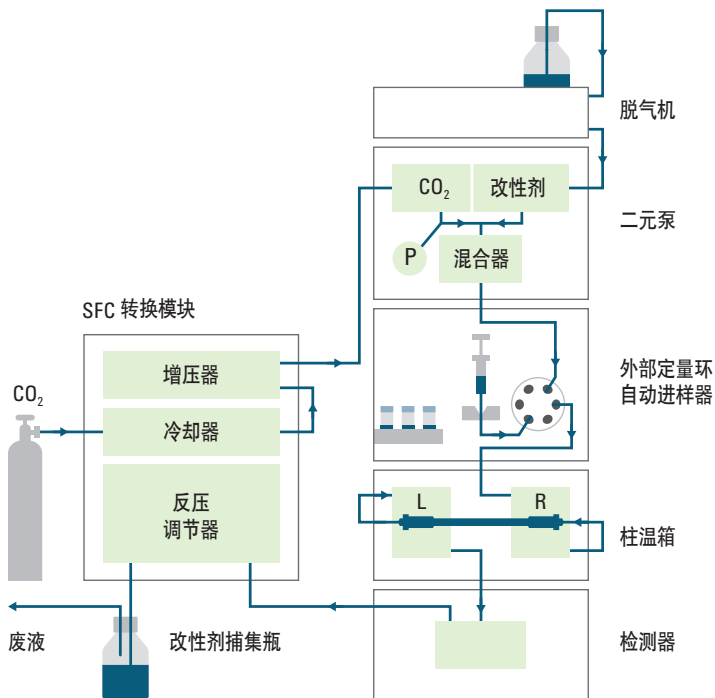 脱气机
CO₂
改性剂
二元泵
P
混合器
SFC 转换模块
增压器
外部定量环
自动进样器
CO₂
冷却器
反压
调节器
L
R
柱温箱
废液
改性剂捕集瓶
检测器